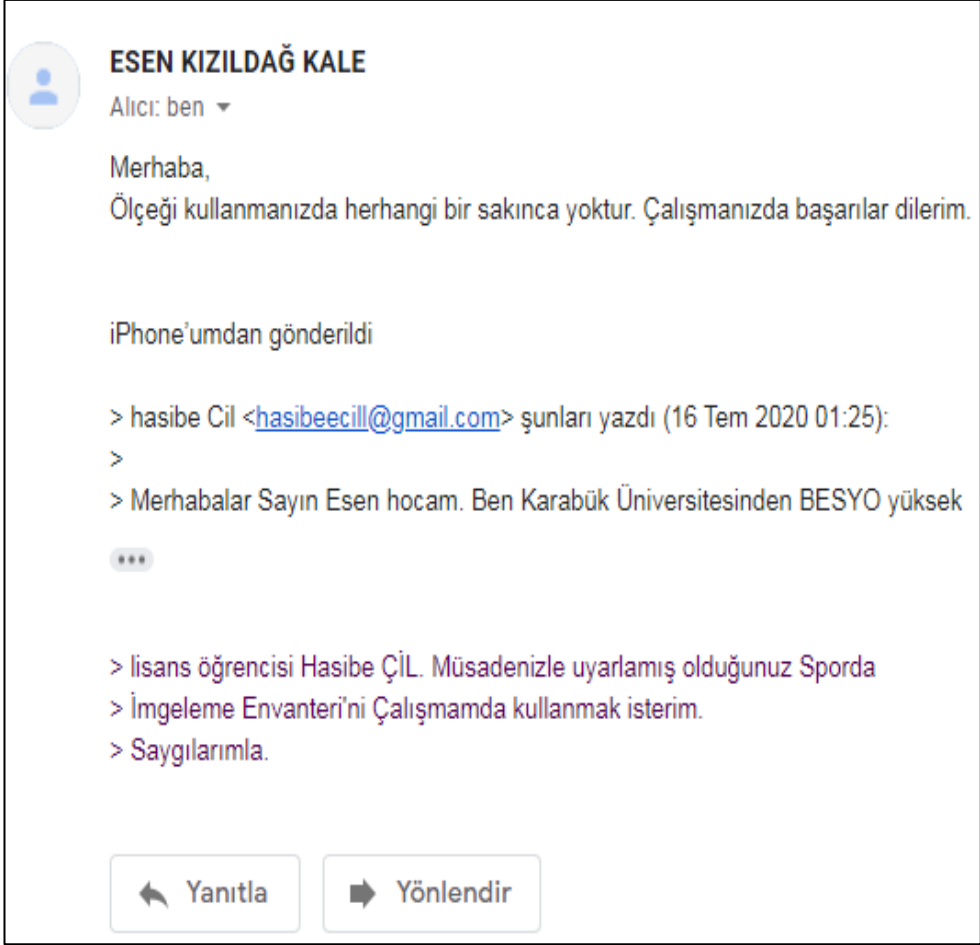 ESEN KIZILDAĞ KALE
Alıcı: ben
Merhaba,
Ölçeği kullanmanızda herhangi bir sakınca yoktur. Çalışmanızda başarılar dilerim.
iPhone’umdan gönderildi
> hasibe Cil <hasibeecill@gmail.com> şunları yazdı (16 Tem 2020 01:25):
>
> Merhabalar Sayın Esen hocam. Ben Karabük Üniversitesinden BESYO yüksek
> lisans öğrencisi Hasibe ÇİL. Müsadenizle uyarlamış olduğunuz Sporda
> İmgeleme Envanteri’ni Çalışmamda kullanmak isterim.
> Saygılarımla.
Yanıtla Yönlendir